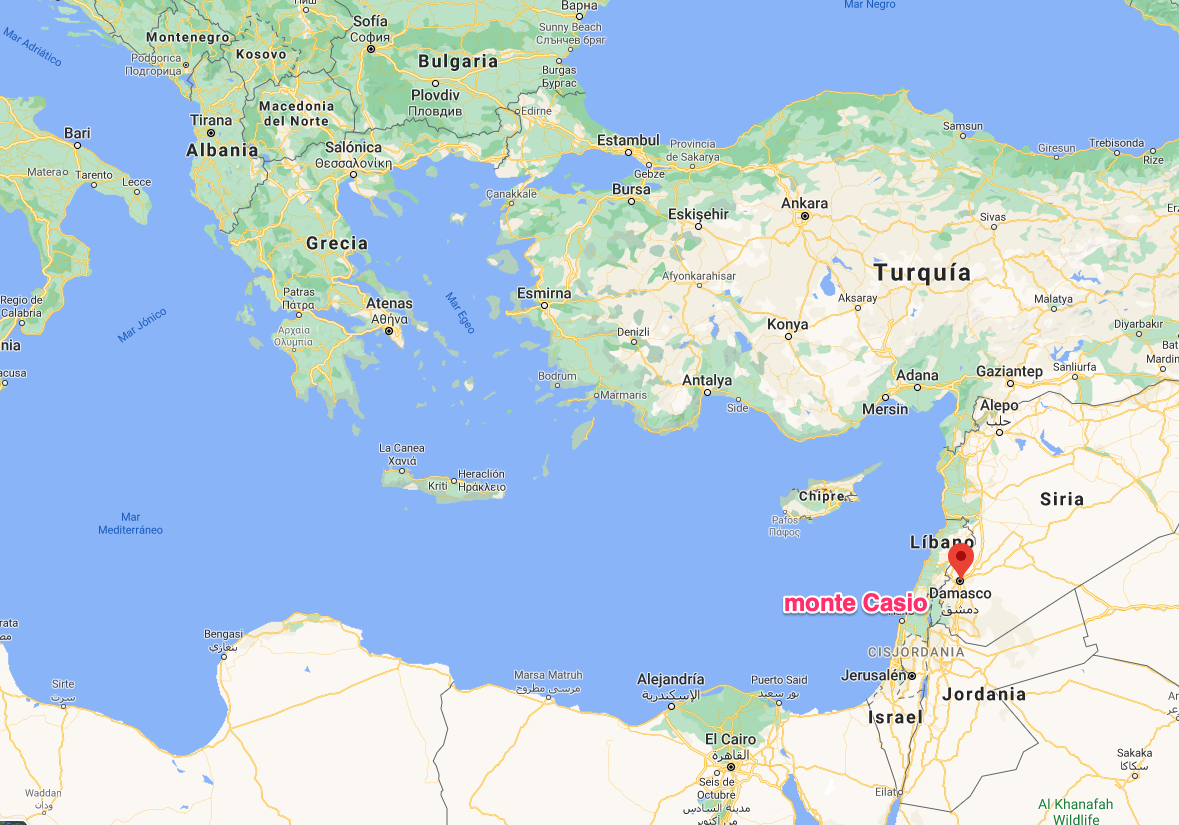 Sofía
София
Варна
Sunny Beach
Слънчев бряг
Mar Negro
Mar Adriático
Montenegro
Kosovo
Podgorica
Подгорица
Bulgaria
Burgas
Бургас
Plovdiv
Пловдив
Macedonia
del Norte
Edirne
Tirana
Albania
Bari
Matera
Tarento
Lecce
Salónica
Θεσσαλονίκη
Estambul
Provincia
de Sakarya
Gebze
Samsun
Giresun
Trebisonda
Rize
Çanakkale
Bursa
Eskişehir
Ankara
Sivas
Grecia
Turquía
Afyonkarahisar
Aksaray
Malatya
Patras
Πάτρα
Regio de
Calabria
Mar Jónico
Mar Egeo
Esmirna
Atenas
Αθήνα
Αρχαία
Ολυμπία
Denizli
Konya
Diyarbakır
nia
Bat
Mardin
acusa
Bodrum
Marmaris
Antalya
Side
Adana
Mersin
Gaziantep
Sanliurfa
Alepo
حلب
La Canea
Χανιά
Kriti
Heraclión
Ηράκλειο
Chipre
Pafos
Πάφος
Siria
Mar
Mediterráneo
Líbano
Damasco
دمشق
monte Casio
CISJORDANIA
Bengasi
بنغازي
Sirte
سرت
Marsa Matruh
مرسى مطروح
Alejandría
الإسكندرية
Puerto Said
بور سعيد
Jerusalén
Jordania
Israel
El Cairo
القاهرة
Seis de
Octubre
مدينة السادس
من أكتوبر
Eilat
Sakaka
سكاكا
Waddan
ودان
Al Khanafah
Wildlife